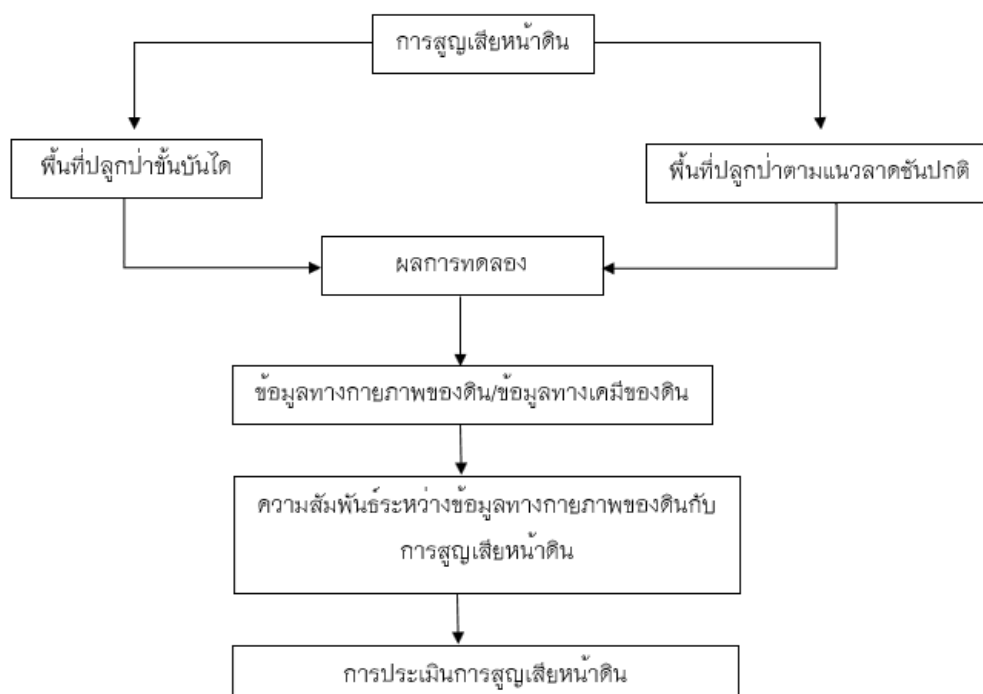 การสูญเสียหน้าดิน
พื้นที่ปลูกป่าขั้นบันได
พื้นที่ปลูกป่าตามแนวลาดชันปกติ
ผลการทดลอง
ข้อมูลทางกายภาพของดิน/ข้อมูลทางเคมีของดิน
ความสัมพันธ์ระหว่างข้อมูลทางกายภาพของดินกับ
การสูญเสียหน้าดิน
การประเมินการสูญเสียหน้าดิน